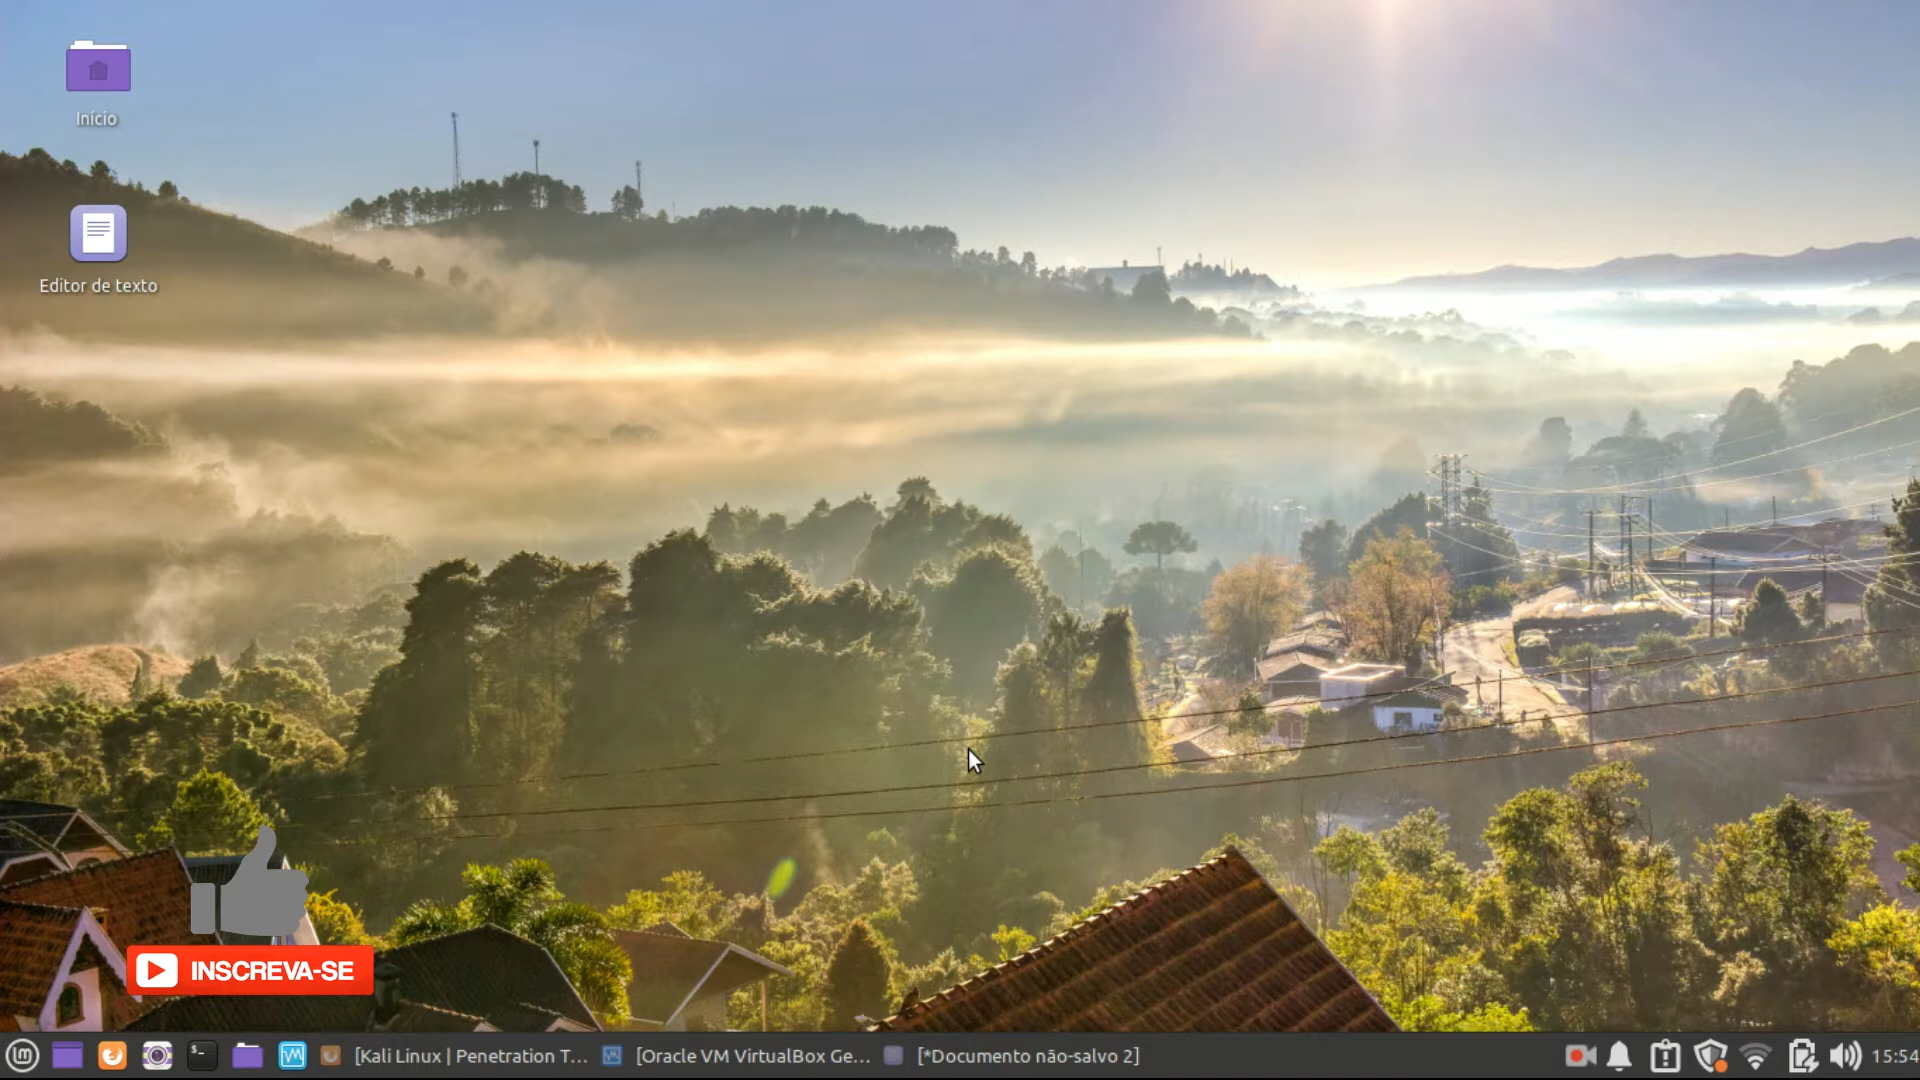 Início
Editor de texto
INSCREVA-SE
[Kali Linux | Penetration T...
[Oracle VM VirtualBox Ge...
[*Documento não-salvo 2]
15:54